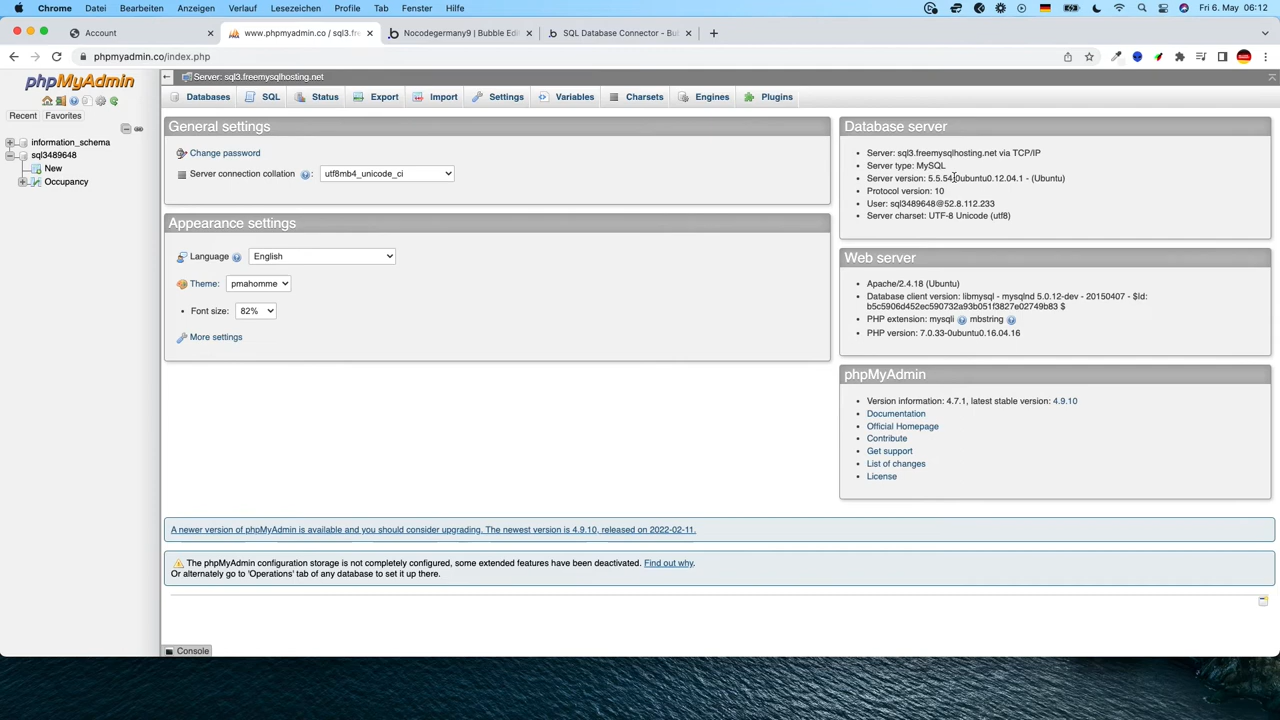 Chrome Datei Bearbeiten Anzeigen Verlauf Lesezeichen Profile Tab Fenster Hilfe Fr 6. May 06:12
Account www.phpmyadmin.co / sql3.fre Nocodegermany9 | Bubble Edi SQL Database Connector - Bu
phpmyadmin.co/index.php
phpMyAdmin
Recent Favorites
information_schema
sql3489648
New
Occupancy
Server: sql3.freemysqlhosting.net
Databases SQL Status Export Import Settings Variables Charsets Engines Plugins
General settings
Change password
Server connection collation : utf8mb4_unicode_ci
Appearance settings
Language English
Theme: pmahomme
• Font size: 82%
More settings
Database server
• Server: sql3.freemysqlhosting.net via TCP/IP
• Server type: MySQL
• Server version: 5.5.54-0ubuntu0.12.04.1 - (Ubuntu)
• Protocol version: 10
• User: sql3489648@52.8.112.233
• Server charset: UTF-8 Unicode (utf8)
Web server
• Apache/2.4.18 (Ubuntu)
• Database client version: libmysql - mysqlnd 5.0.12-dev - 20150407 - $Id:
b5c5906d452ec590732a93b051f3827e02749b83 $
• PHP extension: mysqli mbstring
• PHP version: 7.0.33-0ubuntu0.16.04.16
phpMyAdmin
• Version information: 4.7.1, latest stable version: 4.9.10
• Documentation
• Official Homepage
• Contribute
• Get support
• List of changes
• License
A newer version of phpMyAdmin is available and you should consider upgrading. The newest version is 4.9.10, released on 2022-02-11.
The phpMyAdmin configuration storage is not completely configured, some extended features have been deactivated. Find out why.
Or alternately go to 'Operations' tab of any database to set it up there.
Console